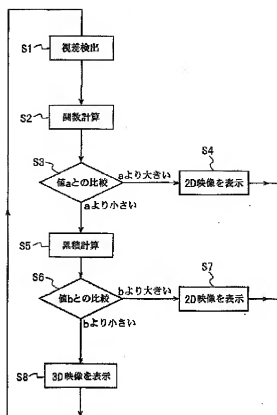 S1
視差検出
S2
関数計算
S3
値aとの比較
aより大きい
S4
2D映像を表示
aより小さい
S5
累積計算
S6
値bとの比較
bより大きい
S7
2D映像を表示
bより小さい
S8
3D映像を表示